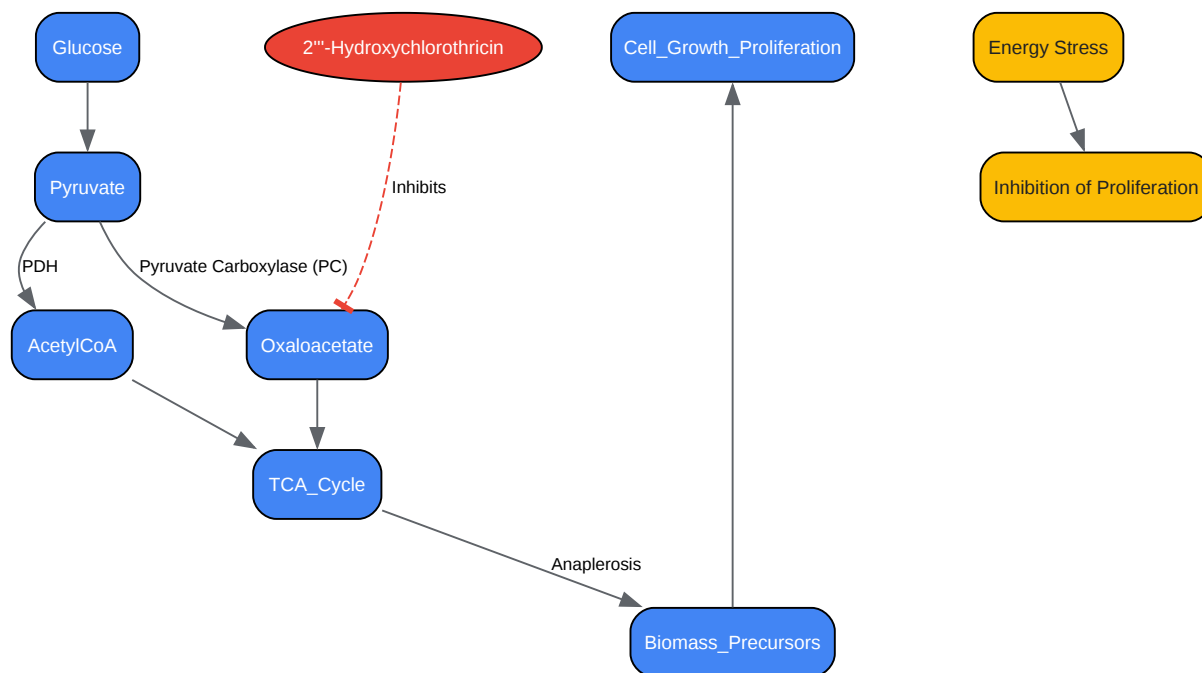 Glucose
2'''-Hydroxychlorothricin
Cell_Growth_Proliferation
Energy Stress
Pyruvate
Inhibits
Inhibition of Proliferation
PDH
Pyruvate Carboxylase (PC)
AcetylCoA
Oxaloacetate
TCA_Cycle
Anaplerosis
Biomass_Precursors